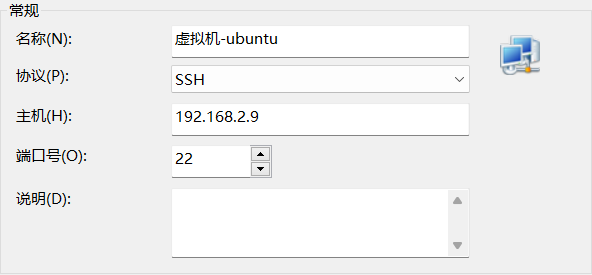 常规
名称(N): 虚拟机-ubuntu
协议(P): SSH
主机(H): 192.168.2.9
端口号(O): 22
说明(D):